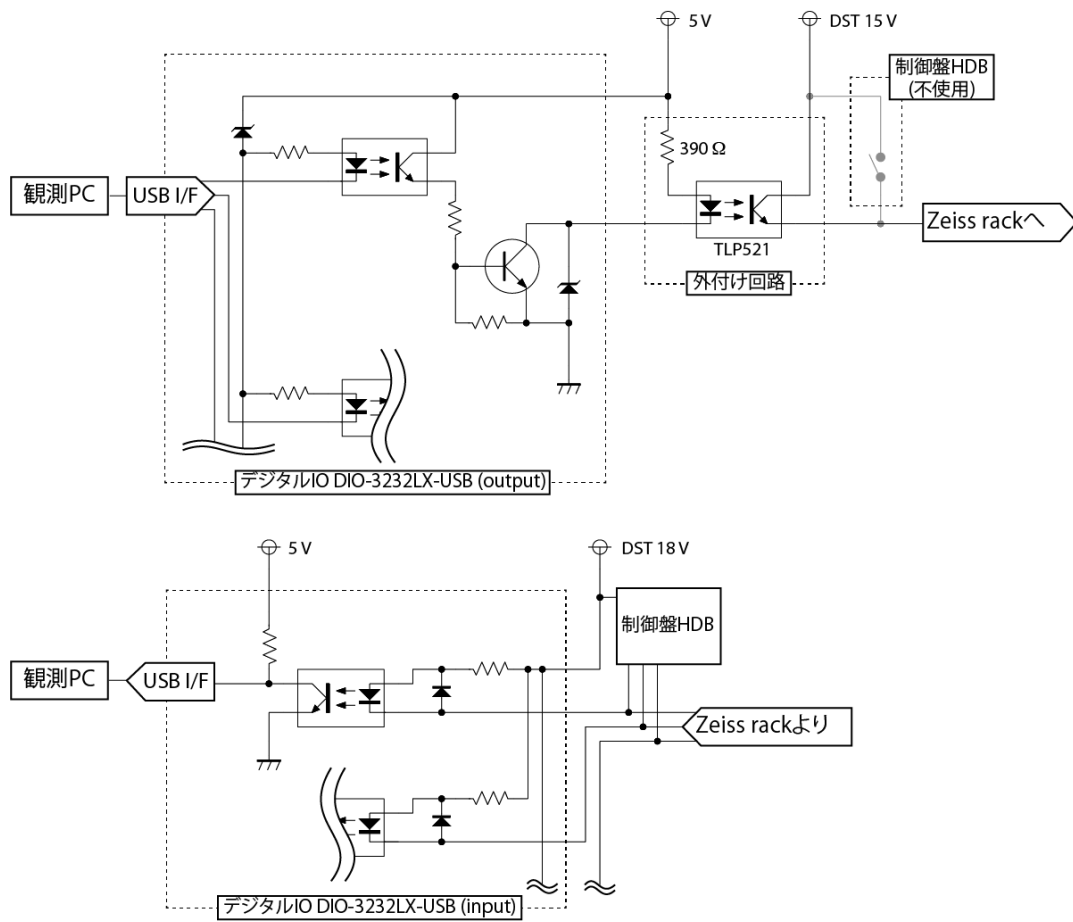 5 V
DST 15 V
制御盤HDB
(不使用)
390 Ω
観測PC
USB I/F
Zeiss rackへ
TLP521
外付け回路
デジタルIO DIO-3232LX-USB (output)
5 V
DST 18 V
制御盤HDB
観測PC
USB I/F
Zeiss rackより
デジタルIO DIO-3232LX-USB (input)